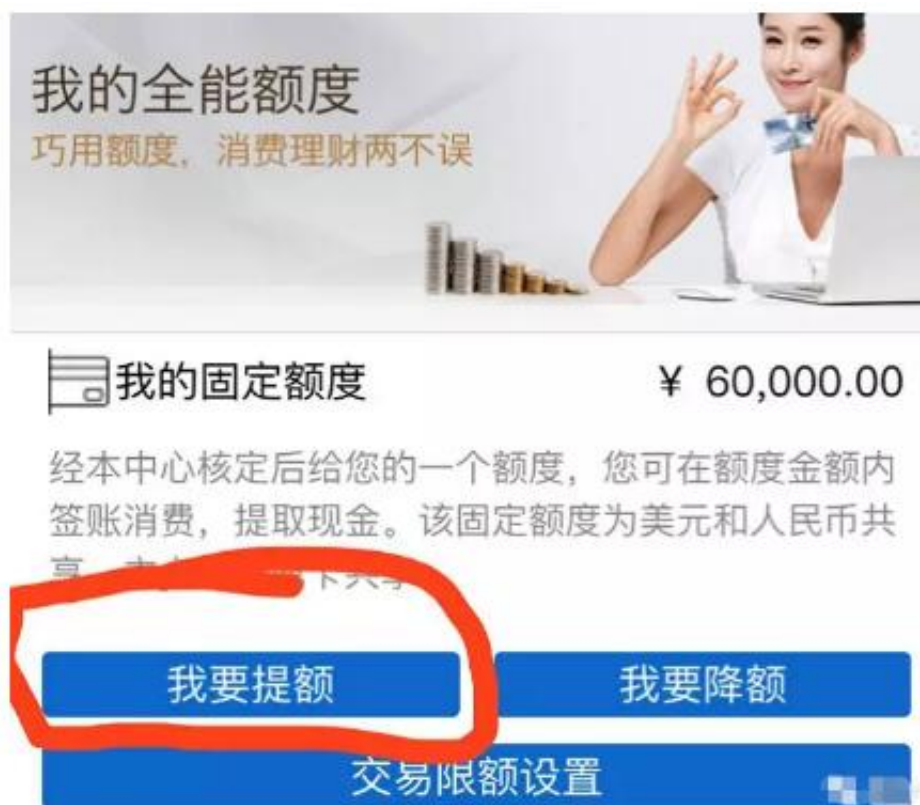 我的全能额度
巧用额度，消费理财两不误
我的固定额度 ¥ 60,000.00
经本中心核定后给您的一个额度，您可在额度金额内
签账消费，提取现金。该固定额度为美元和人民币共
享
我要提额 我要降额
交易限额设置